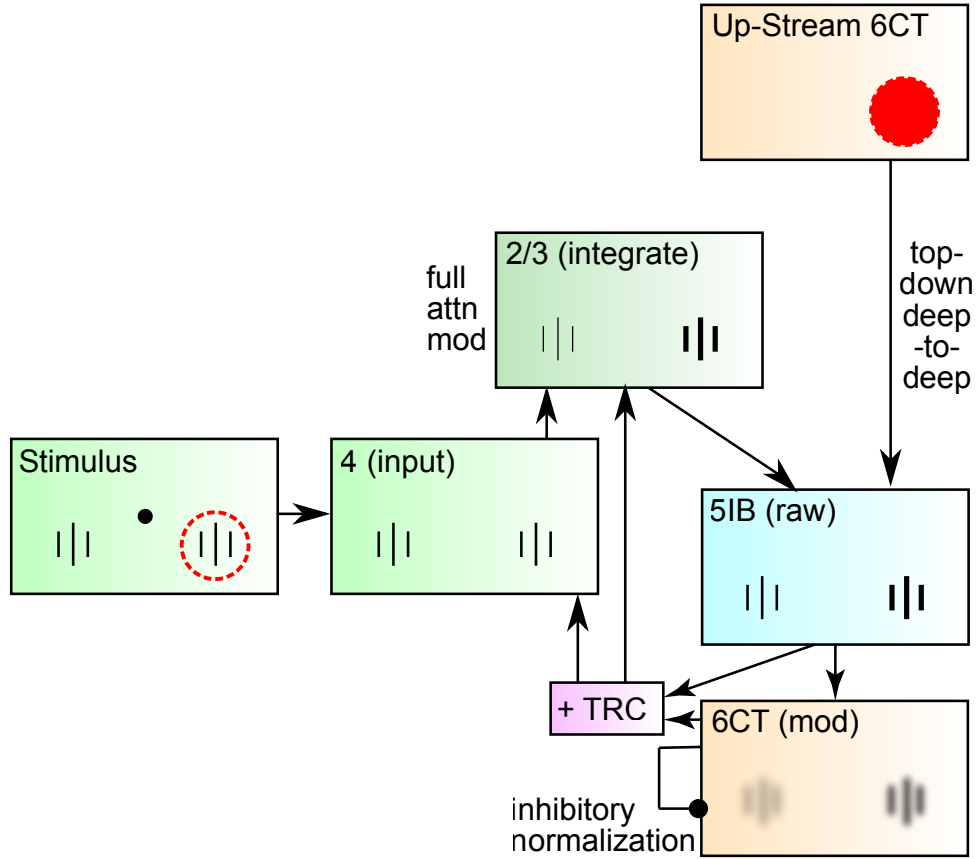 Up-Stream 6CT
2/3 (integrate)
full
attn
mod
top-
down
deep
-to-
deep
Stimulus
4 (input)
5IB (raw)
+ TRC
6CT (mod)
inhibitory
normalization